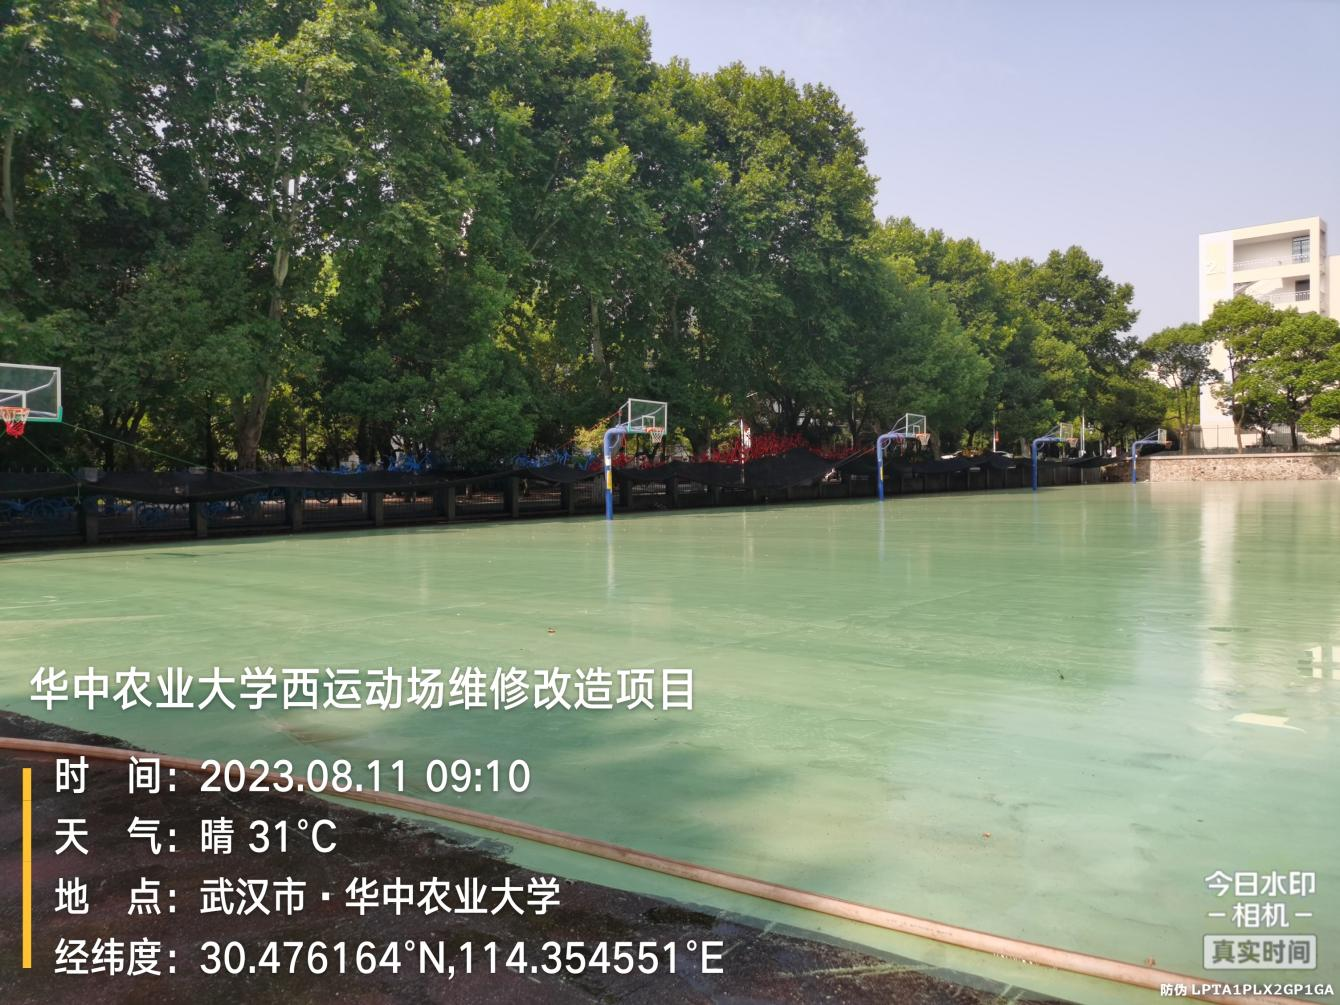 华中农业大学西运动场维修改造项目
时 间：2023.08.11 09:10
天 气：晴 31°C
地 点：武汉市·华中农业大学
经纬度：30.476164°N,114.354551°E
今日水印
相机
真实时间
防伪 LPTA1PLX2GP1GA